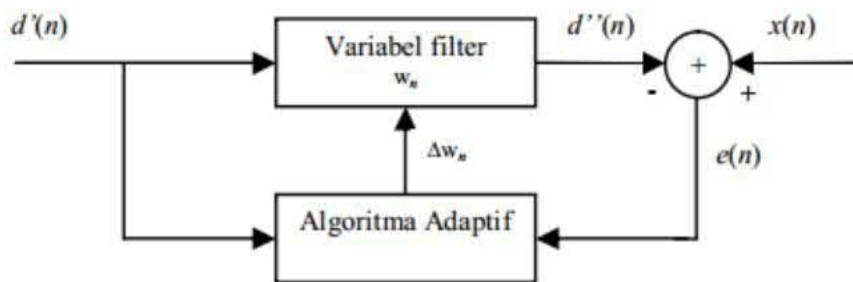 d'(n)
Variabel filter
wn
d''(n)
x(n)
+
-
+
Δwn
e(n)
Algoritma Adaptif